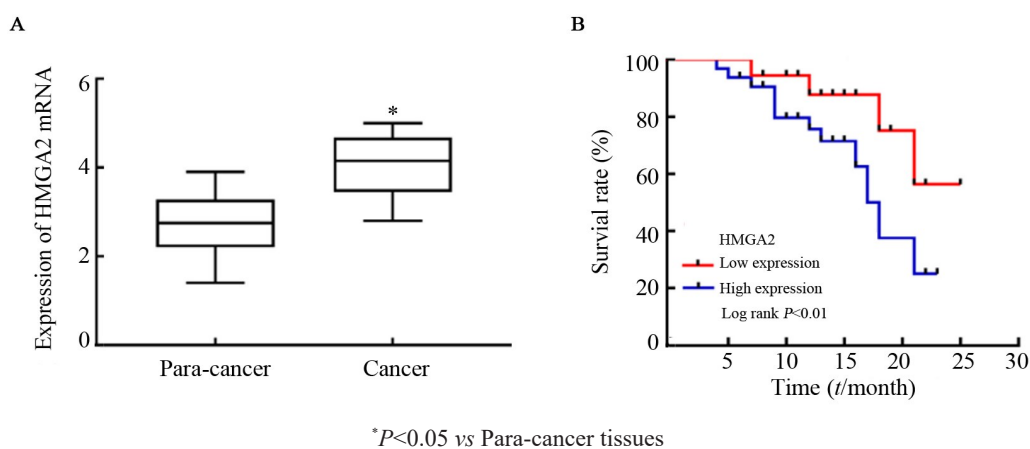 A
Expression of HMGA2 mRNA
6
4
2
0
*
Para-cancer
Cancer
B
Survial rate (%)
100
80
60
40
20
0
HMGA2
Low expression
High expression
Log rank P<0.01
5
10
15
20
25
30
Time (t/month)
*P<0.05 vs Para-cancer tissues